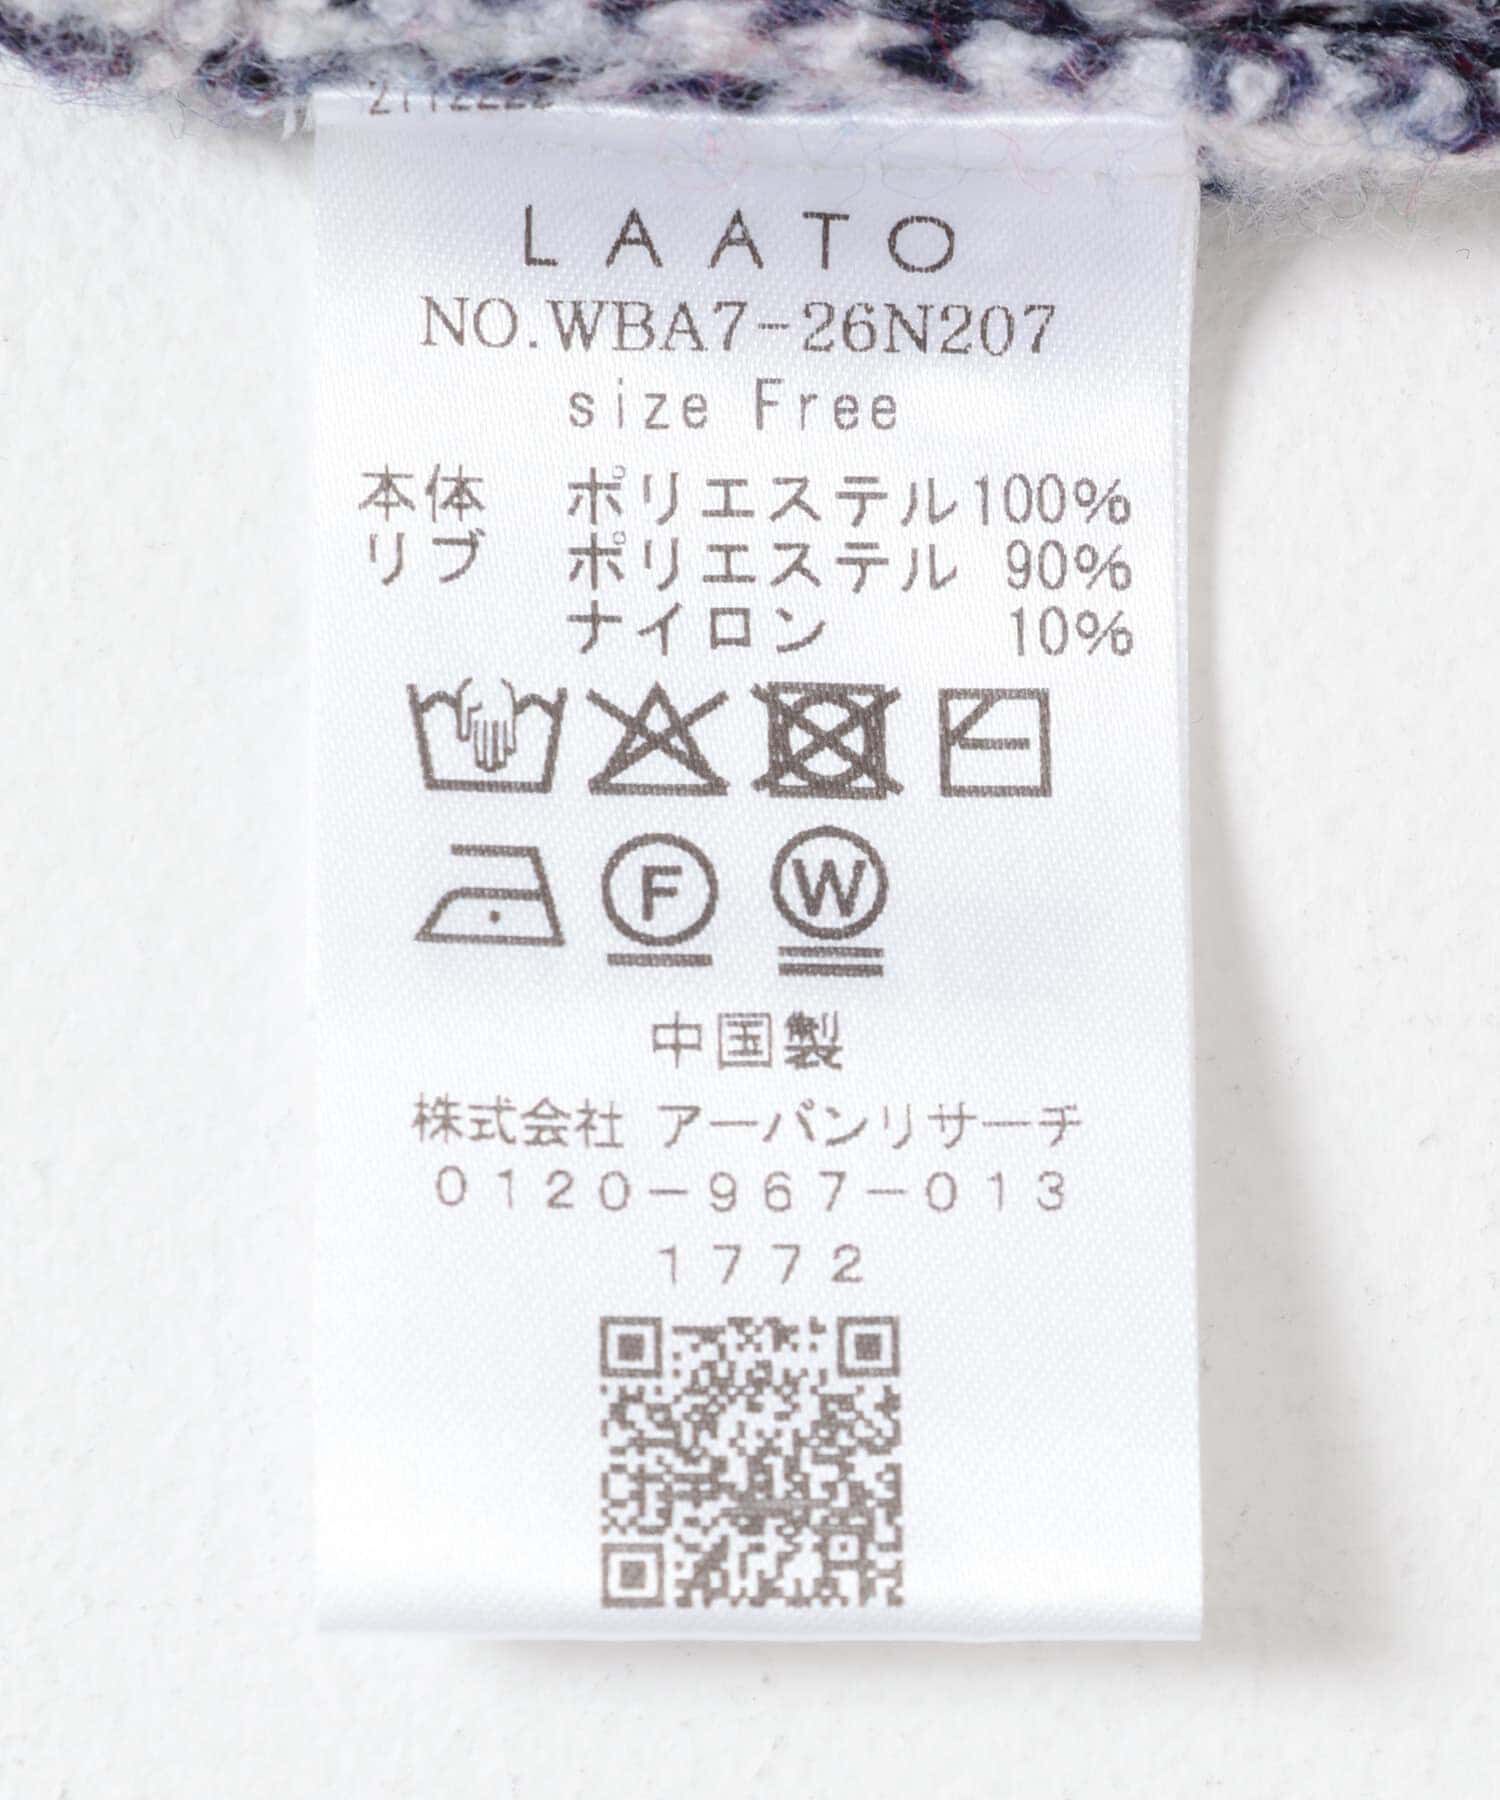 LAATO
NO.WBA7-26N207
size Free
本体 ポリエステル100%
リブ ポリエステル 90%
ナイロン 10%
F W
中国製
株式会社 アーバンリサーチ
0120-967-013
1772